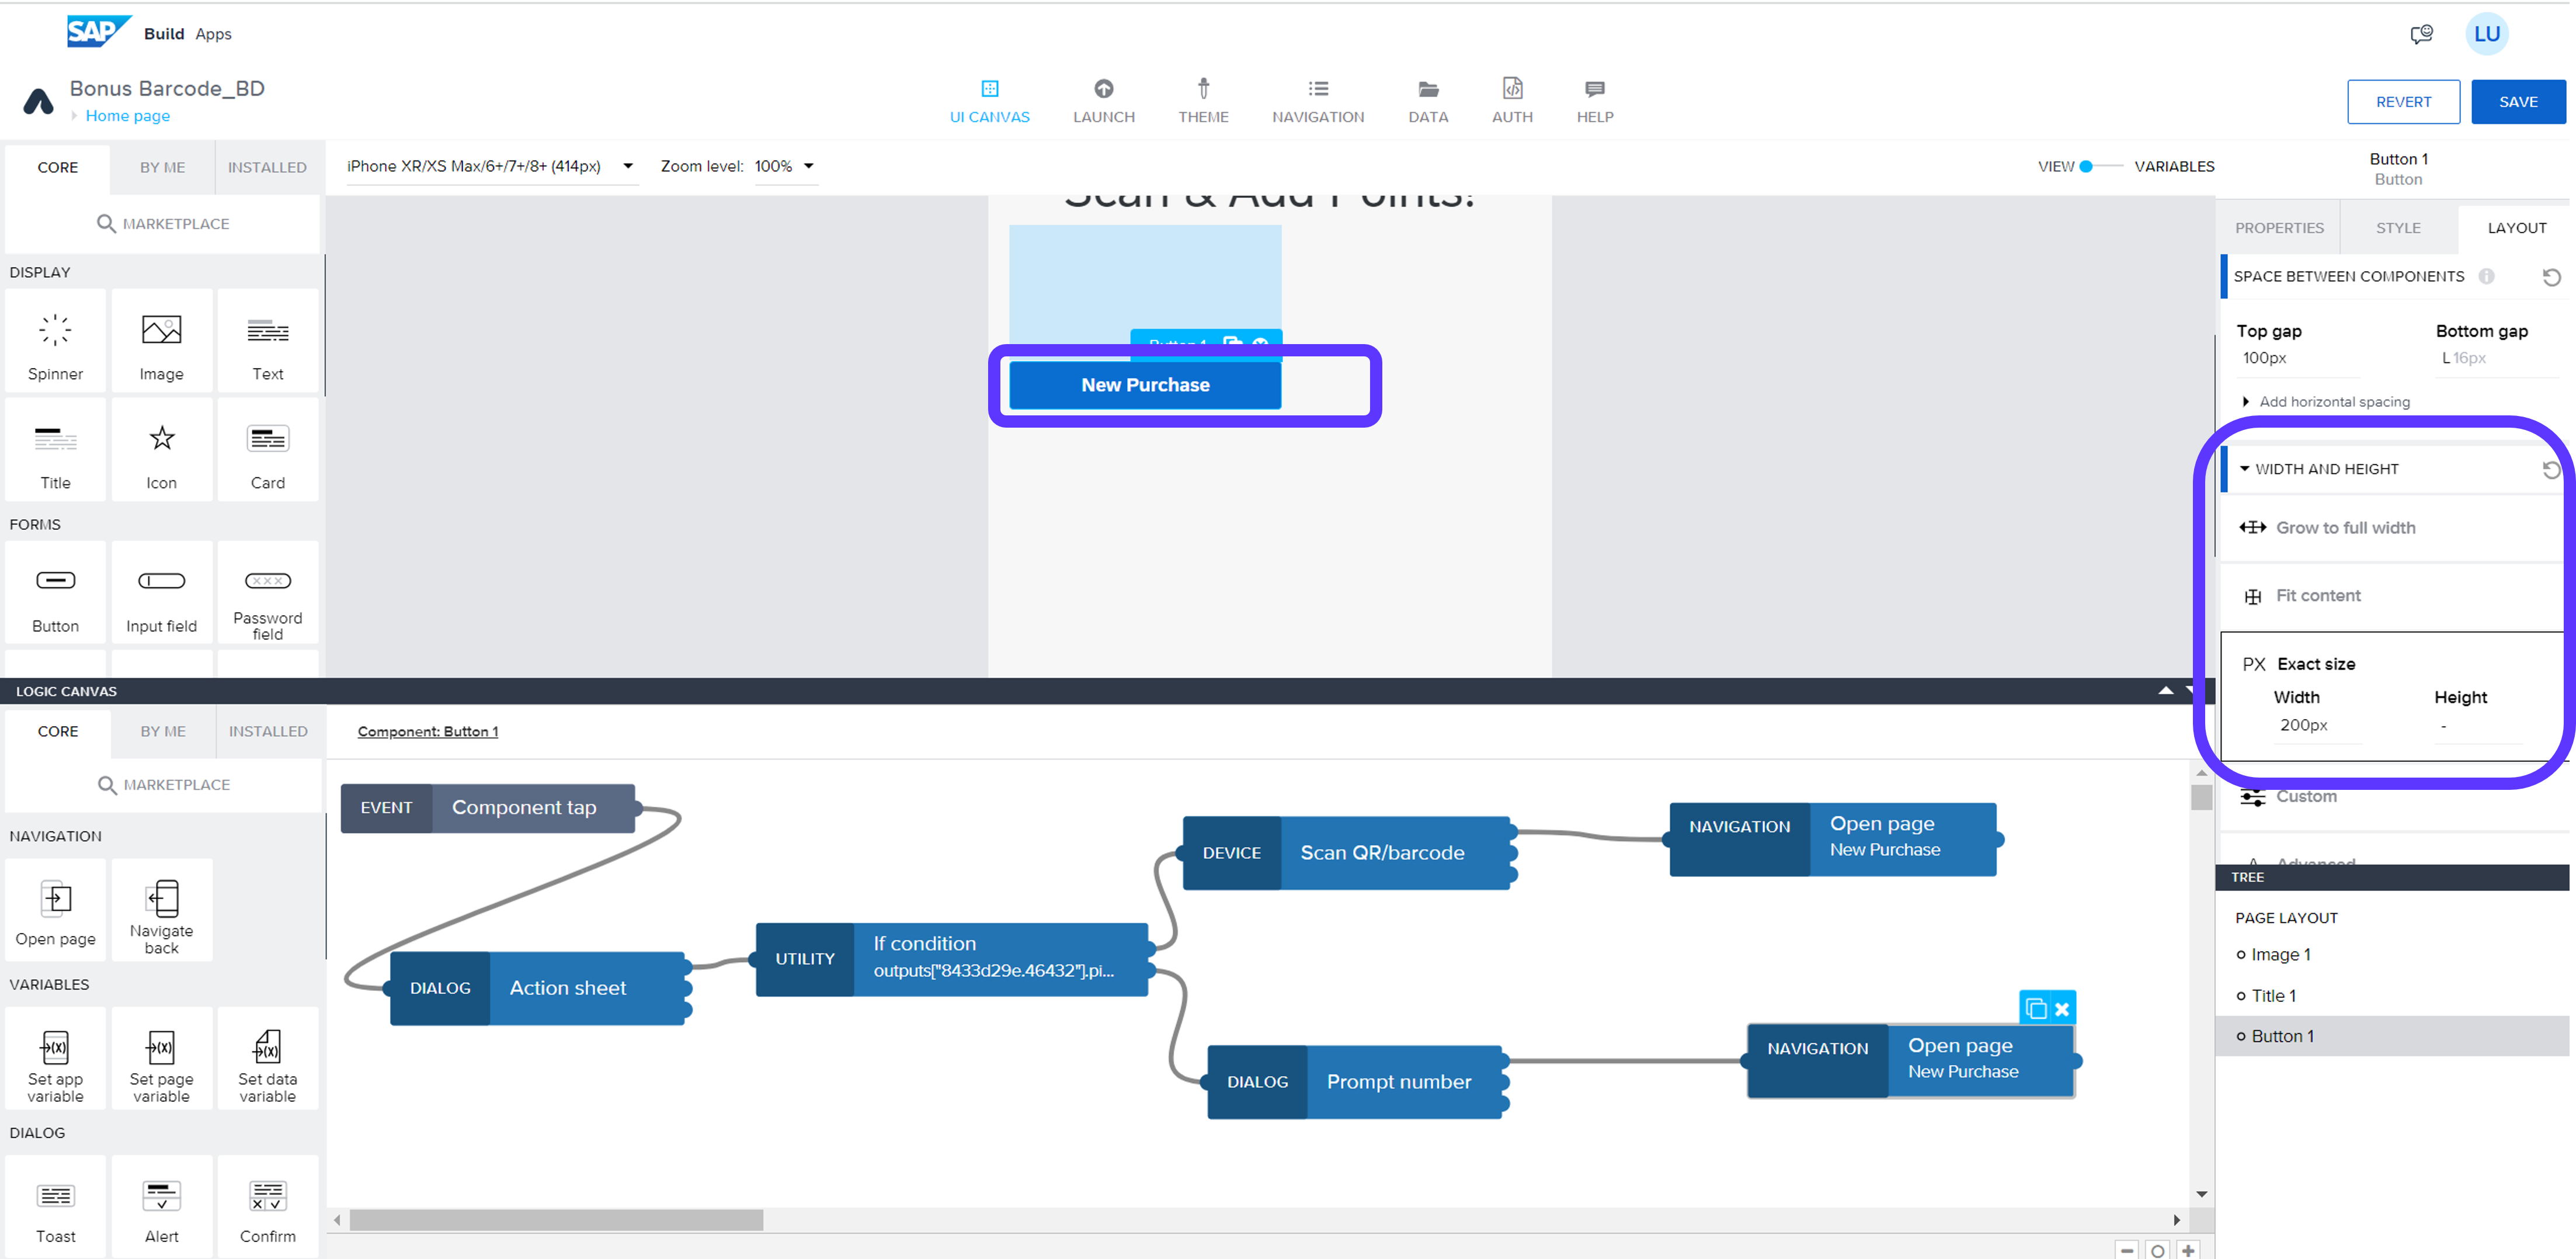 SAP Build Apps
LU
Bonus Barcode_BD
Home page
UI CANVAS
LAUNCH
THEME
NAVIGATION
DATA
AUTH
HELP
REVERT
SAVE
CORE
BY ME
INSTALLED
MARKETPLACE
DISPLAY
Spinner
Image
Text
Title
Icon
Card
FORMS
Button
Input field
Password
field
iPhone XR/XS Max/6+/7+/8+ (414px)
Zoom level: 100%
VIEW
VARIABLES
Scan & Add Points!
Button 1
New Purchase
Button 1
Button
PROPERTIES
STYLE
LAYOUT
SPACE BETWEEN COMPONENTS
Top gap
Bottom gap
100px
L 16px
Add horizontal spacing
WIDTH AND HEIGHT
Grow to full width
Fit content
PX Exact size
Width
Height
200px
-
Custom
Advanced
LOGIC CANVAS
CORE
BY ME
INSTALLED
MARKETPLACE
NAVIGATION
Open page
Navigate
back
VARIABLES
Set app
variable
Set page
variable
Set data
variable
DIALOG
Toast
Alert
Confirm
Component: Button 1
EVENT
Component tap
DIALOG
Action sheet
UTILITY
If condition
outputs["8433d29e.46432"].pi...
DEVICE
Scan QR/barcode
NAVIGATION
Open page
New Purchase
DIALOG
Prompt number
NAVIGATION
Open page
New Purchase
TREE
PAGE LAYOUT
Image 1
Title 1
Button 1